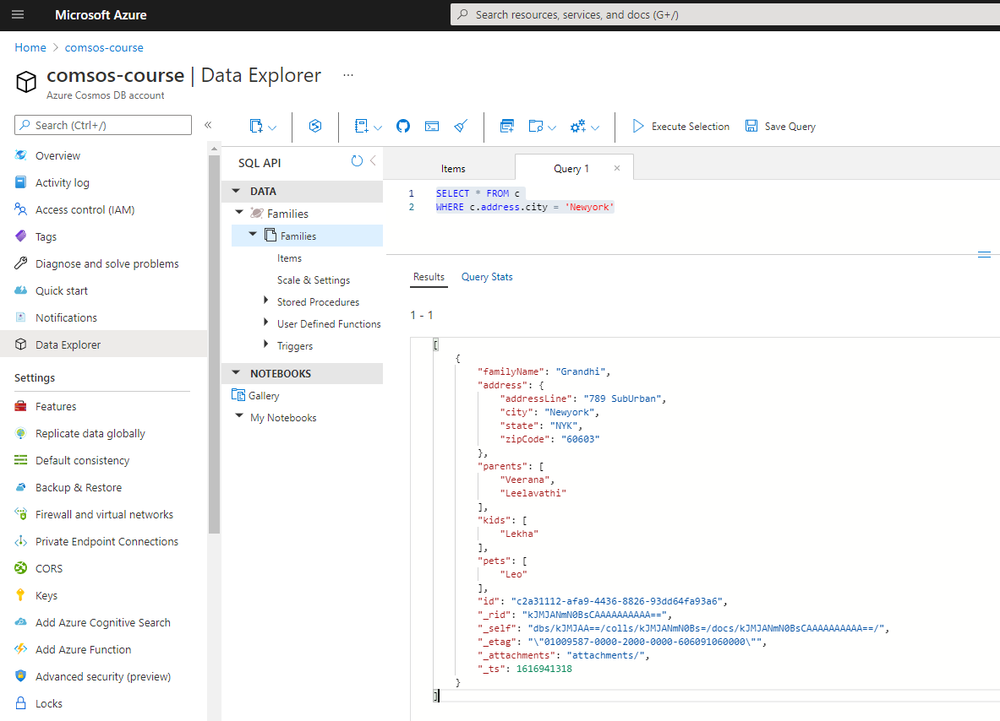 Microsoft Azure
Search resources, services, and docs (G+/)
Home > comsos-course
comsos-course | Data Explorer ...
Azure Cosmos DB account
Search (Ctrl+/)
«
Overview
Activity log
Access control (IAM)
Tags
Diagnose and solve problems
Quick start
Notifications
Data Explorer
Settings
Features
Replicate data globally
Default consistency
Backup & Restore
Firewall and virtual networks
Private Endpoint Connections
CORS
Keys
Add Azure Cognitive Search
Add Azure Function
Advanced security (preview)
Locks
Execute Selection
Save Query
SQL API
DATA
Families
Families
Items
Scale & Settings
Stored Procedures
User Defined Functions
Triggers
NOTEBOOKS
Gallery
My Notebooks
Items
Query 1 ×
1 SELECT * FROM c
2 WHERE c.address.city = 'Newyork'
Results
Query Stats
1 - 1
[
{
"familyName": "Grandhi",
"address": {
"addressLine": "789 SubUrban",
"city": "Newyork",
"state": "NYK",
"zipCode": "60603"
},
"parents": [
"Veerana",
"Leelavathi"
],
"kids": [
"Lekha"
],
"pets": [
"Leo"
],
"id": "c2a31112-afa9-4436-8826-93dd64fa93a6",
"_rid": "kJMJANmN0BsCAAAAAAAAAA==",
"_self": "dbs/kJMJAA==/colls/kJMJANmN0Bs=/docs/kJMJANmN0BsCAAAAAAAAAA==/",
"_etag": "\"01009587-0000-2000-0000-606091060000\"",
"_attachments": "attachments/",
"_ts": 1616941318
}
]